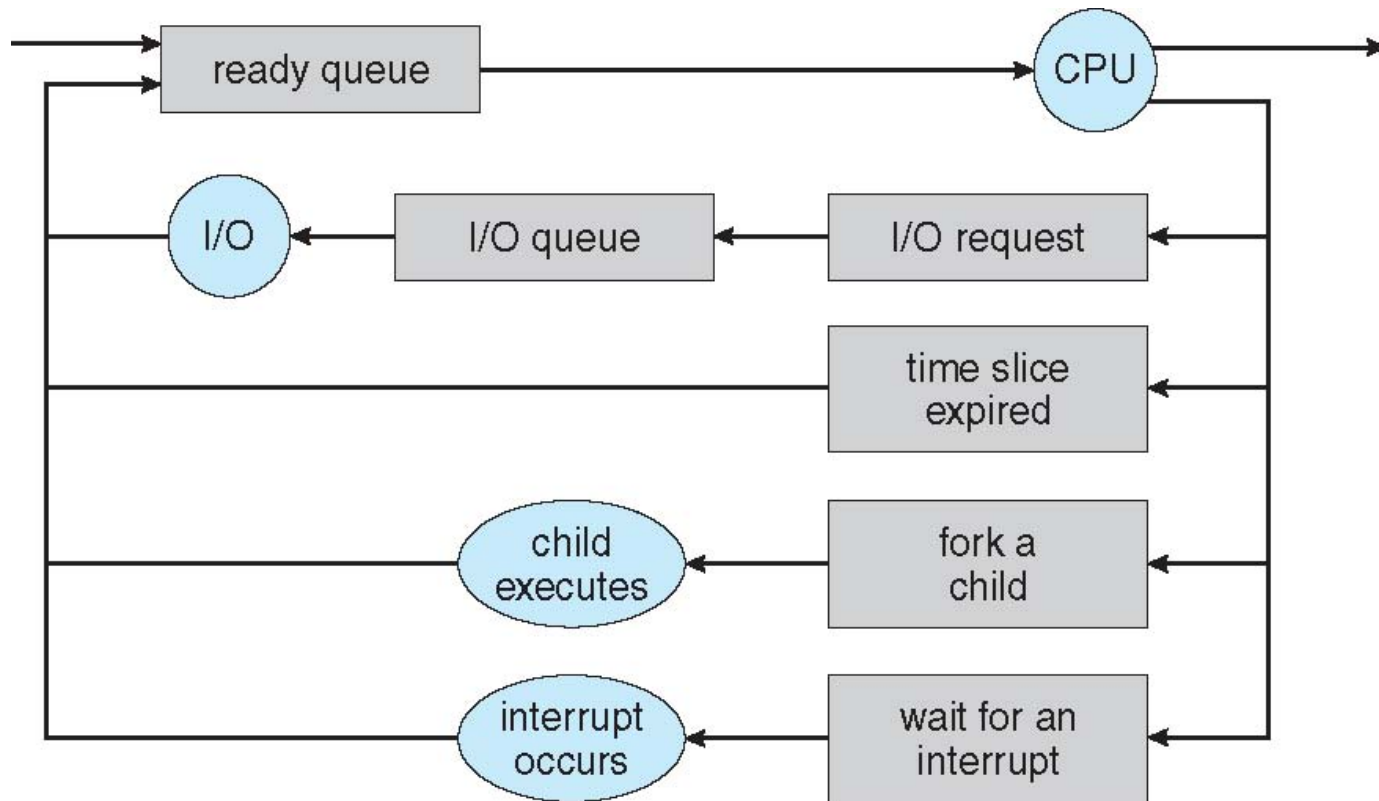 ready queue
CPU
I/O
I/O queue
I/O request
time slice
expired
child
executes
fork a
child
interrupt
occurs
wait for an
interrupt